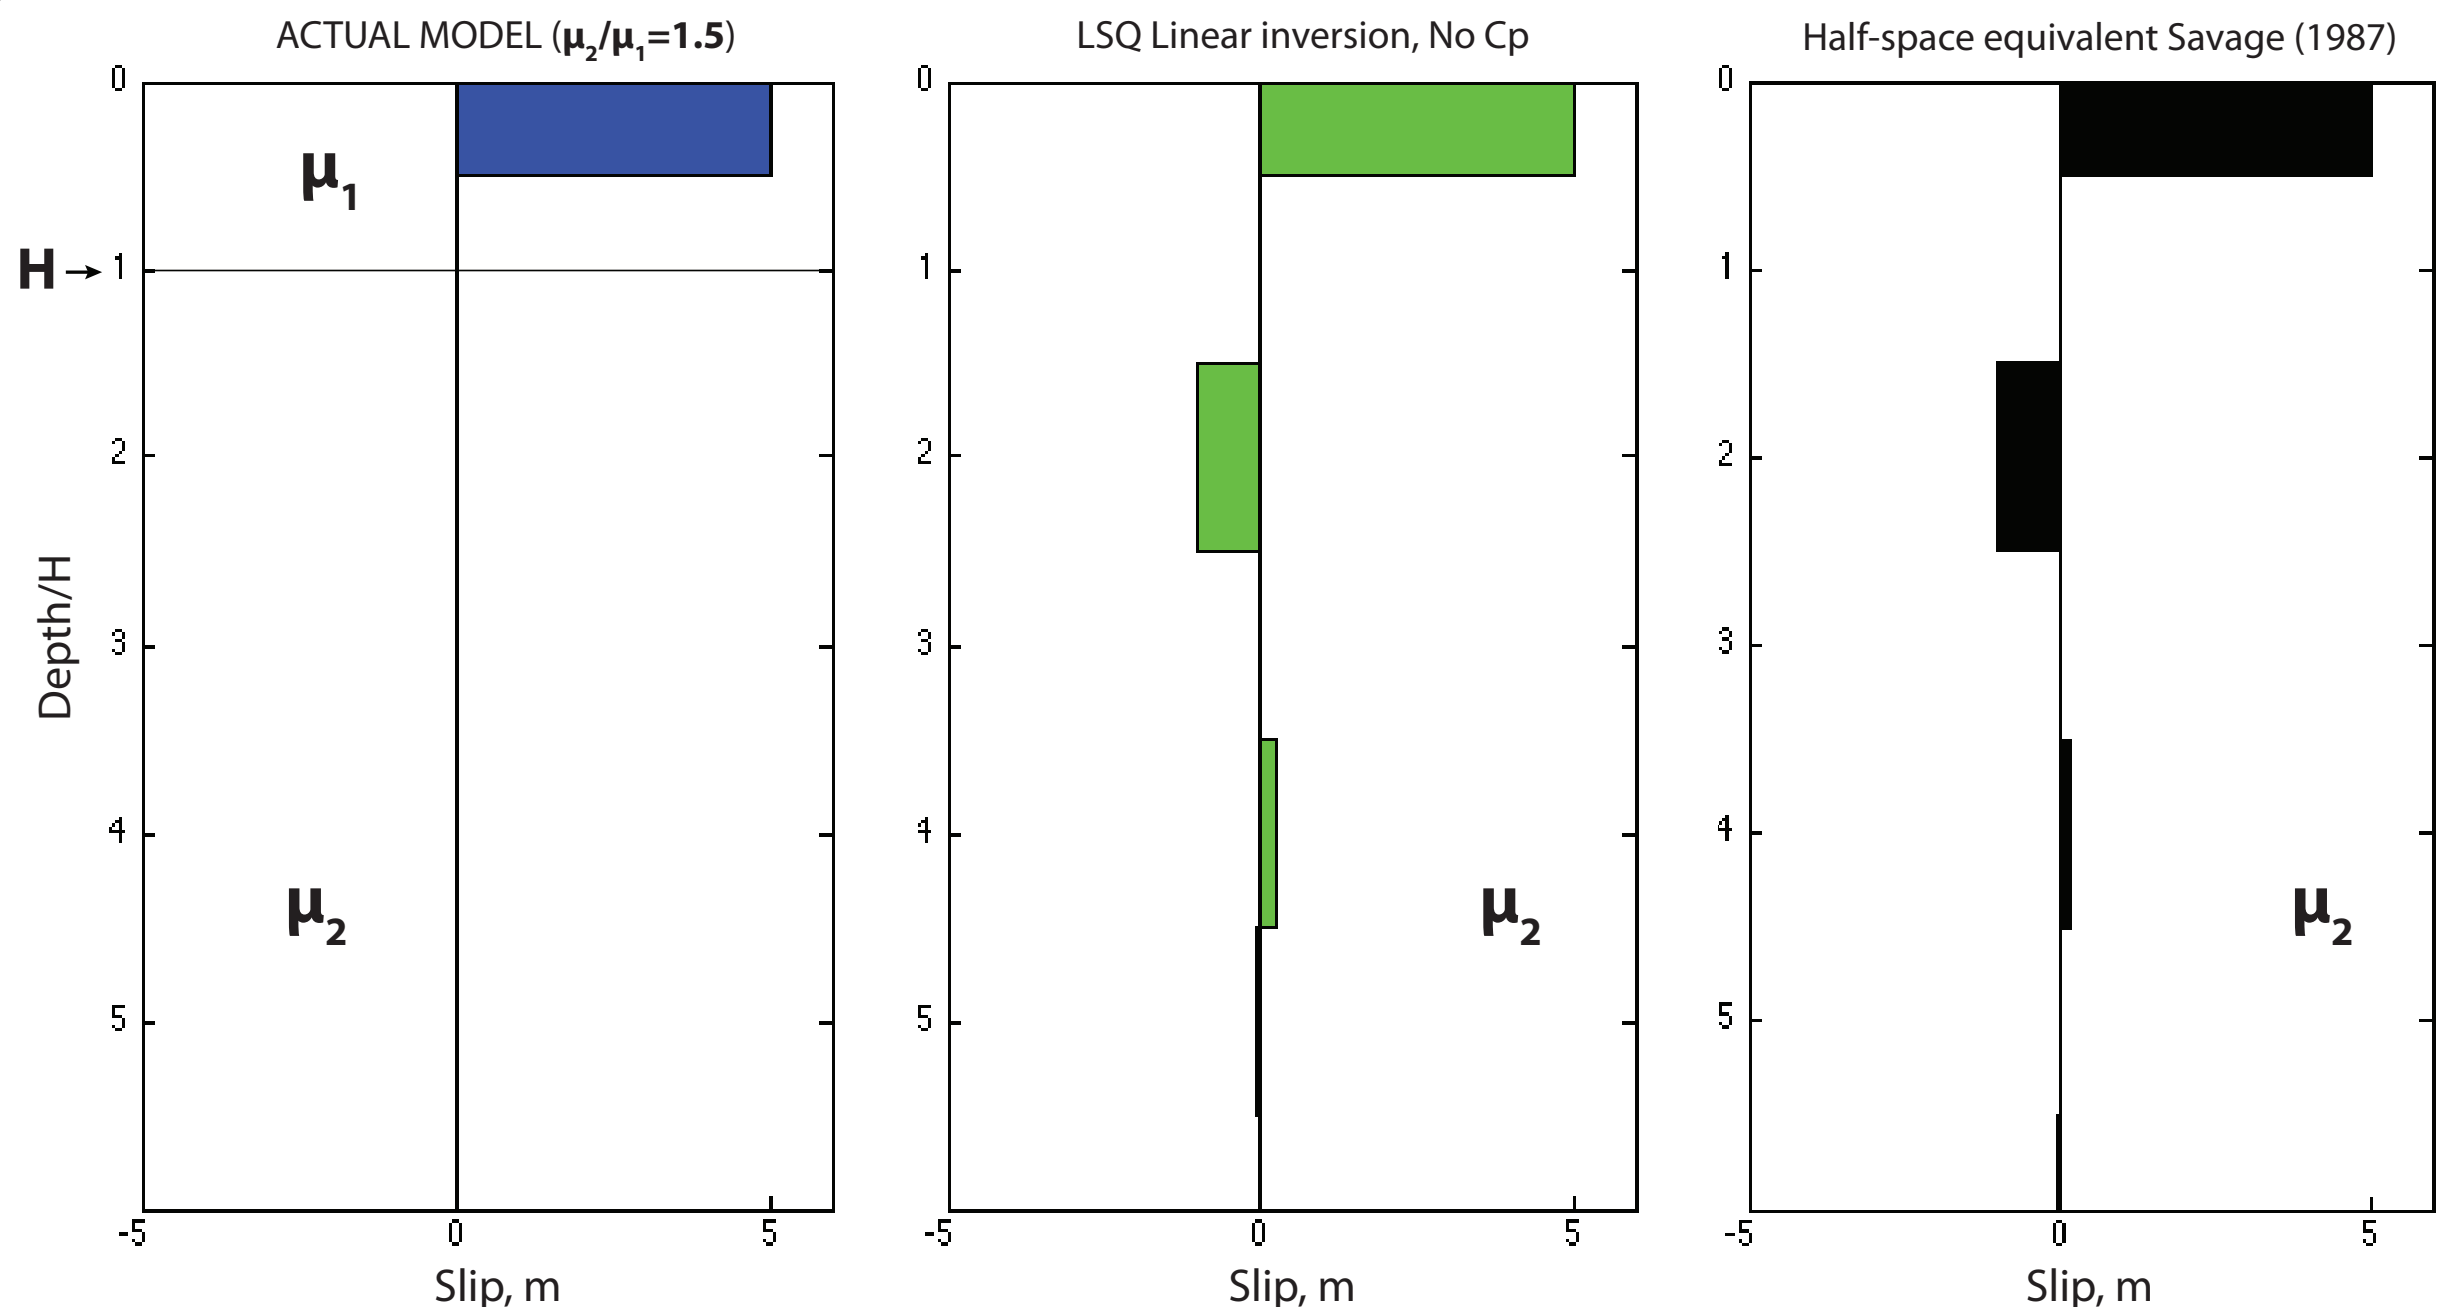 ACTUAL MODEL (μ2/μ1=1.5)
LSQ Linear inversion, No Cp
Half-space equivalent Savage (1987)
0
1
2
3
4
5
-5
0
5
Slip, m
Depth/H
H→
μ1
μ2
0
1
2
3
4
5
-5
0
5
Slip, m
μ2
0
1
2
3
4
5
-5
0
5
Slip, m
μ2